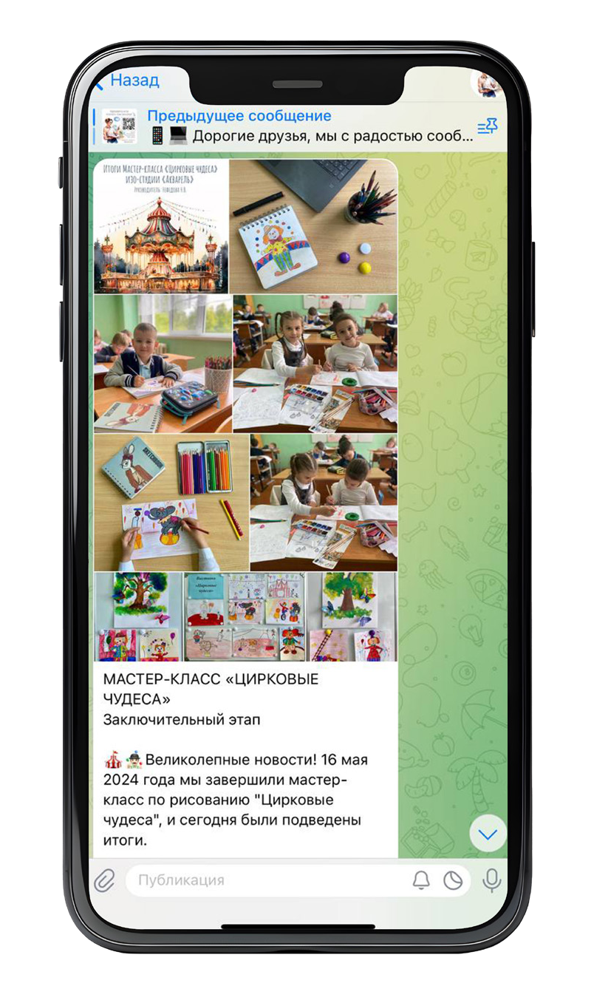 Назад
Предыдущее сообщение
Дорогие друзья, мы с радостью сооб...
Итоги Мастер-класса «Цирковые чудеса»
изо-студии «Акварель»
SKETCHBOOK
Выставка
«Цирковые
чудеса»
МАСТЕР-КЛАСС «ЦИРКОВЫЕ
ЧУДЕСА»
Заключительный этап
Великолепные новости! 16 мая
2024 года мы завершили мастер-
класс по рисованию "Цирковые
чудеса", и сегодня были подведены
итоги.
Публикация